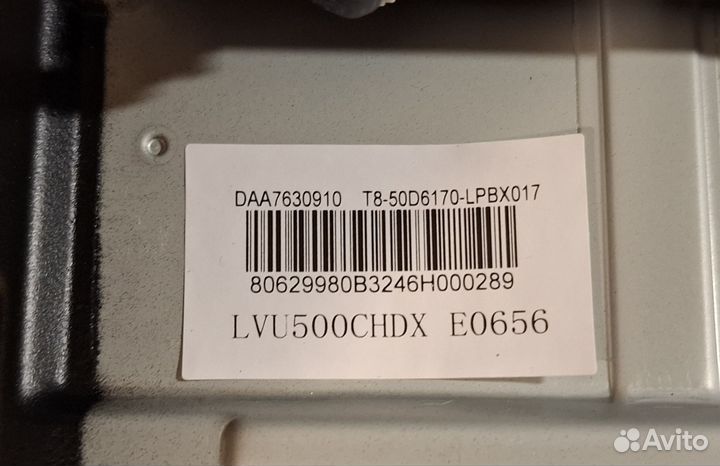 DAA7630910 T8-50D6170-LPBX017
80629980B3246H000289
LVU500CHDX E0656
Avito